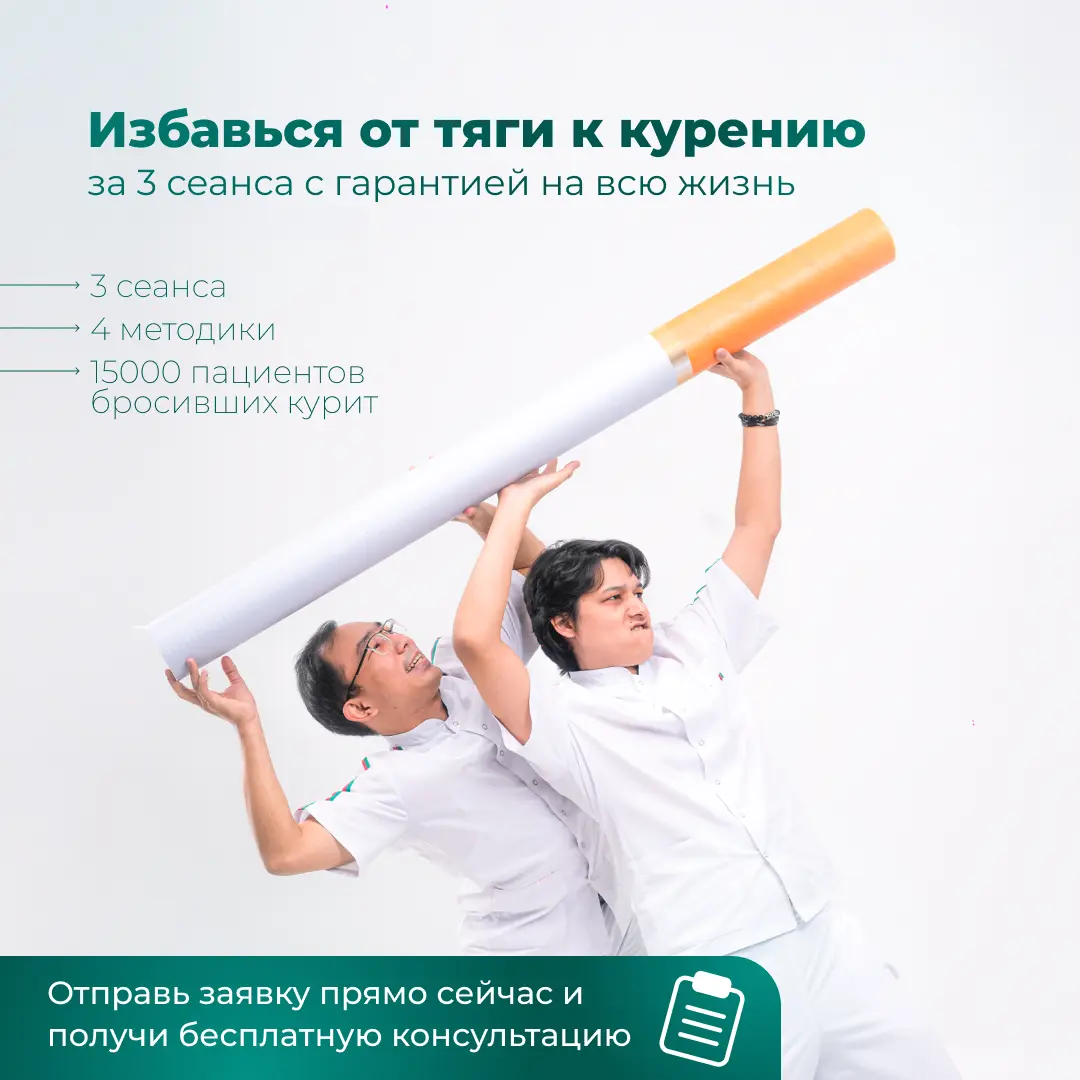 Избавься от тяги к курению
за 3 сеанса с гарантией на всю жизнь
3 сеанса
4 методики
15000 пациентов
бросивших курит
Отправь заявку прямо сейчас и
получи бесплатную консультацию